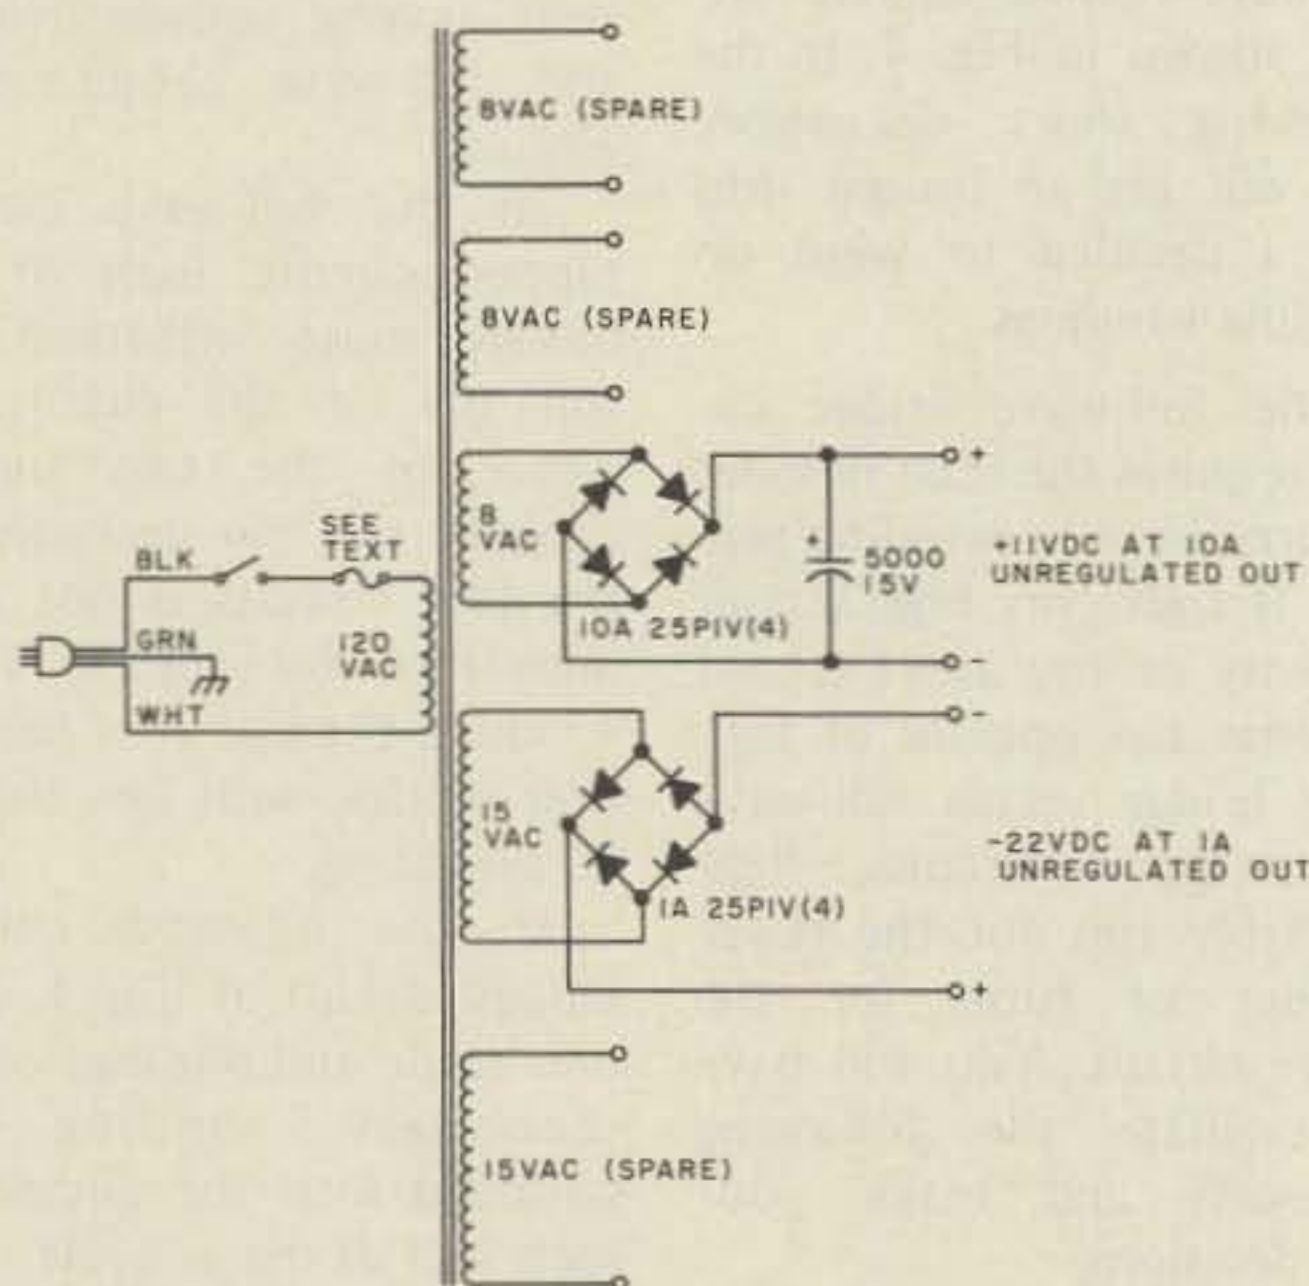 8VAC (SPARE)
8VAC (SPARE)
8
VAC
+
+
5000
15V
+11VDC AT 10A
UNREGULATED OUT
10A 25PIV(4)
-
SEE
TEXT
BLK
GRN
120
VAC
WHT
-
15
VAC
-22VDC AT 1A
UNREGULATED OUT
1A 25PIV(4)
+
15VAC (SPARE)